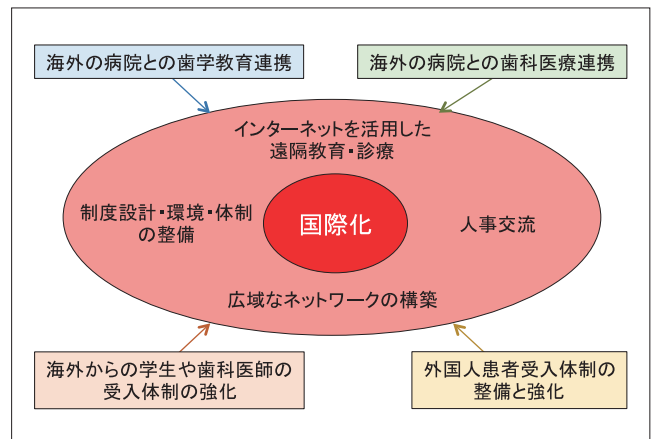 海外の病院との歯学教育連携
海外の病院との歯科医療連携
インターネットを活用した
遠隔教育・診療
制度設計・環境・体制
の整備
国際化
人事交流
広域なネットワークの構築
海外からの学生や歯科医師の
受入体制の強化
外国人患者受入体制の
整備と強化